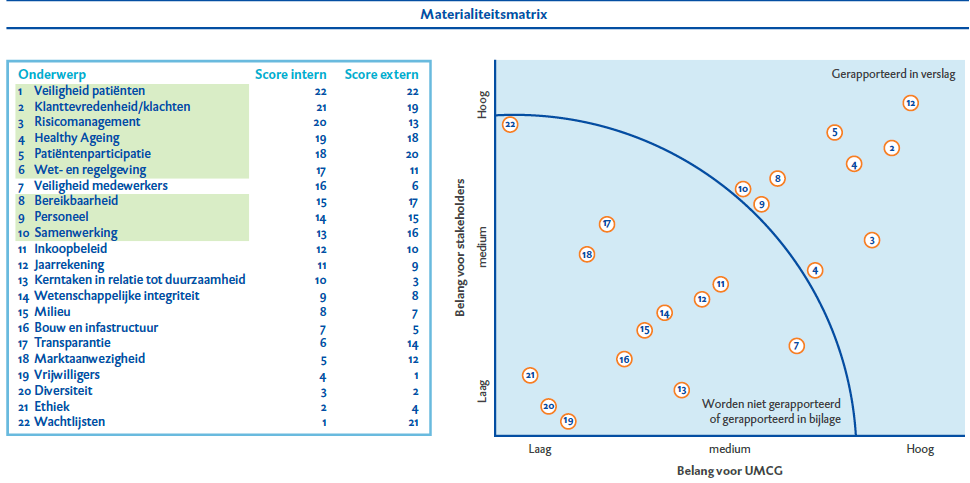 Materialiteitsmatrix
Onderwerp Score intern Score extern
1 Veiligheid patiënten 22 22
2 Klanttevredenheid/klachten 21 19
3 Risicomanagement 20 13
4 Healthy Ageing 19 18
5 Patiëntenparticipatie 18 20
6 Wet- en regelgeving 17 11
7 Veiligheid medewerkers 16 6
8 Bereikbaarheid 15 17
9 Personeel 14 15
10 Samenwerking 13 16
11 Inkoopbeleid 12 10
12 Jaarrekening 11 9
13 Kerntaken in relatie tot duurzaamheid 10 3
14 Wetenschappelijke integriteit 9 8
15 Milieu 8 7
16 Bouw en infastructuur 7 5
17 Transparantie 6 14
18 Marktaanwezigheid 5 12
19 Vrijwilligers 4 1
20 Diversiteit 3 2
21 Ethiek 2 4
22 Wachtlijsten 1 21
Belang voor stakeholders
Hoog
medium
Laag
Gerapporteerd in verslag
12
22
5
2
4
8
10
9
17
3
18
4
11
12
14
15
7
16
21
13
20
19
Worden niet gerapporteerd
of gerapporteerd in bijlage
Laag medium Hoog
Belang voor UMCG